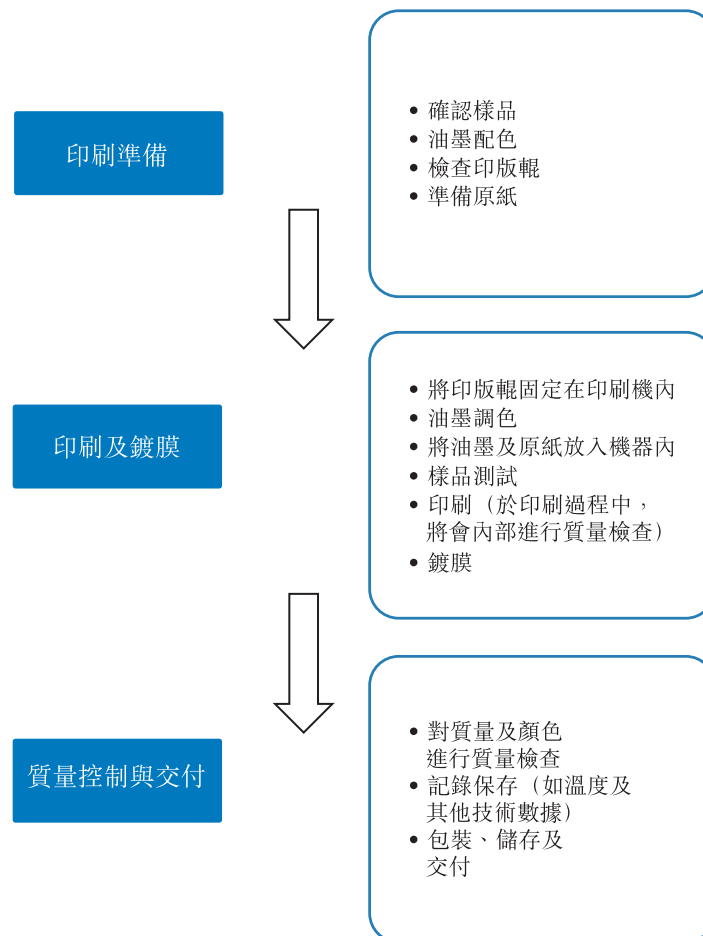 印刷準備
• 確認樣品
• 油墨配色
• 檢查印版輥
• 準備原紙
印刷及鍍膜
• 將印版輥固定在印刷機內
• 油墨調色
• 將油墨及原紙放入機器內
• 樣品測試
• 印刷（於印刷過程中，
將會內部進行質量檢查）
• 鍍膜
質量控制與交付
• 對質量及顏色
進行質量檢查
• 記錄保存（如溫度及
其他技術數據）
• 包裝、儲存及
交付